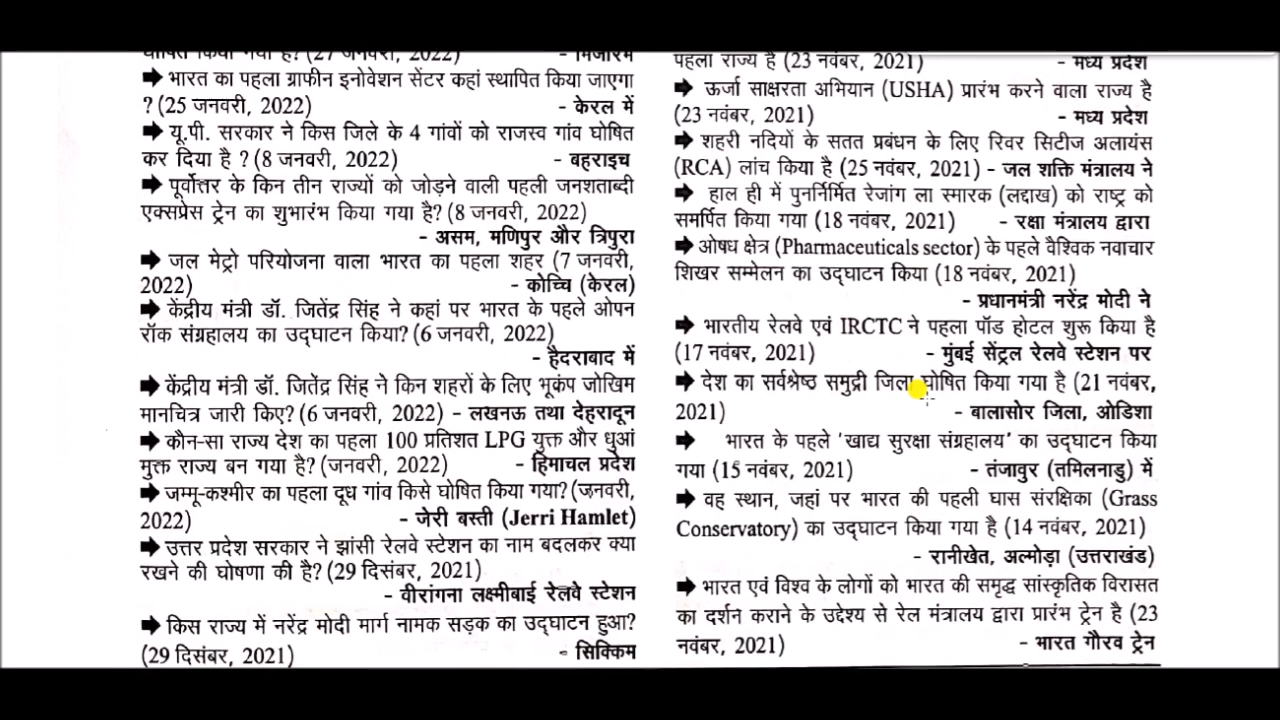 घोषित किया गया है? (27 जनवरी, 2022) - मिजोरम
➡ भारत का पहला ग्राफीन इनोवेशन सेंटर कहां स्थापित किया जाएगा
? (25 जनवरी, 2022) - केरल में
➡ यू.पी. सरकार ने किस जिले के 4 गांवों को राजस्व गांव घोषित
कर दिया है ? (8 जनवरी, 2022) - बहराइच
➡ पूर्वोत्तर के किन तीन राज्यों को जोड़ने वाली पहली जनशताब्दी
एक्सप्रेस ट्रेन का शुभारंभ किया गया है? (8 जनवरी, 2022)
- असम, मणिपुर और त्रिपुरा
➡ जल मेट्रो परियोजना वाला भारत का पहला शहर (7 जनवरी,
2022) - कोच्चि (केरल)
➡ केंद्रीय मंत्री डॉ. जितेंद्र सिंह ने कहां पर भारत के पहले ओपन
रॉक संग्रहालय का उद्घाटन किया? (6 जनवरी, 2022)
- हैदराबाद में
➡ केंद्रीय मंत्री डॉ. जितेंद्र सिंह ने किन शहरों के लिए भूकंप जोखिम
मानचित्र जारी किए? (6 जनवरी, 2022) - लखनऊ तथा देहरादून
➡ कौन-सा राज्य देश का पहला 100 प्रतिशत LPG युक्त और धुआं
मुक्त राज्य बन गया है? (जनवरी, 2022) - हिमाचल प्रदेश
➡ जम्मू-कश्मीर का पहला दूध गांव किसे घोषित किया गया? (जनवरी,
2022) - जेरी बस्ती (Jerri Hamlet)
➡ उत्तर प्रदेश सरकार ने झांसी रेलवे स्टेशन का नाम बदलकर क्या
रखने की घोषणा की है? (29 दिसंबर, 2021)
- वीरांगना लक्ष्मीबाई रेलवे स्टेशन
➡ किस राज्य में नरेंद्र मोदी मार्ग नामक सड़क का उद्घाटन हुआ?
(29 दिसंबर, 2021) - सिक्किम
पहला राज्य है (23 नवंबर, 2021) - मध्य प्रदेश
➡ ऊर्जा साक्षरता अभियान (USHA) प्रारंभ करने वाला राज्य है
(23 नवंबर, 2021) - मध्य प्रदेश
➡ शहरी नदियों के सतत प्रबंधन के लिए रिवर सिटीज अलायंस
(RCA) लांच किया है (25 नवंबर, 2021) - जल शक्ति मंत्रालय ने
➡ हाल ही में पुनर्निर्मित रेजांग ला स्मारक (लद्दाख) को राष्ट्र को
समर्पित किया गया (18 नवंबर, 2021) - रक्षा मंत्रालय द्वारा
➡ ओषध क्षेत्र (Pharmaceuticals sector) के पहले वैश्विक नवाचार
शिखर सम्मेलन का उद्घाटन किया (18 नवंबर, 2021)
- प्रधानमंत्री नरेंद्र मोदी ने
➡ भारतीय रेलवे एवं IRCTC ने पहला पॉड होटल शुरू किया है
(17 नवंबर, 2021) - मुंबई सेंट्रल रेलवे स्टेशन पर
➡ देश का सर्वश्रेष्ठ समुद्री जिला घोषित किया गया है (21 नवंबर,
2021) - बालासोर जिला, ओडिशा
➡ भारत के पहले 'खाद्य सुरक्षा संग्रहालय' का उद्घाटन किया
गया (15 नवंबर, 2021) - तंजावुर (तमिलनाडु) में
➡ वह स्थान, जहां पर भारत की पहली घास संरक्षिका (Grass
Conservatory) का उद्घाटन किया गया है (14 नवंबर, 2021)
- रानीखेत, अल्मोड़ा (उत्तराखंड)
➡ भारत एवं विश्व के लोगों को भारत की समृद्ध सांस्कृतिक विरासत
का दर्शन कराने के उद्देश्य से रेल मंत्रालय द्वारा प्रारंभ ट्रेन है (23
नवंबर, 2021) - भारत गौरव ट्रेन